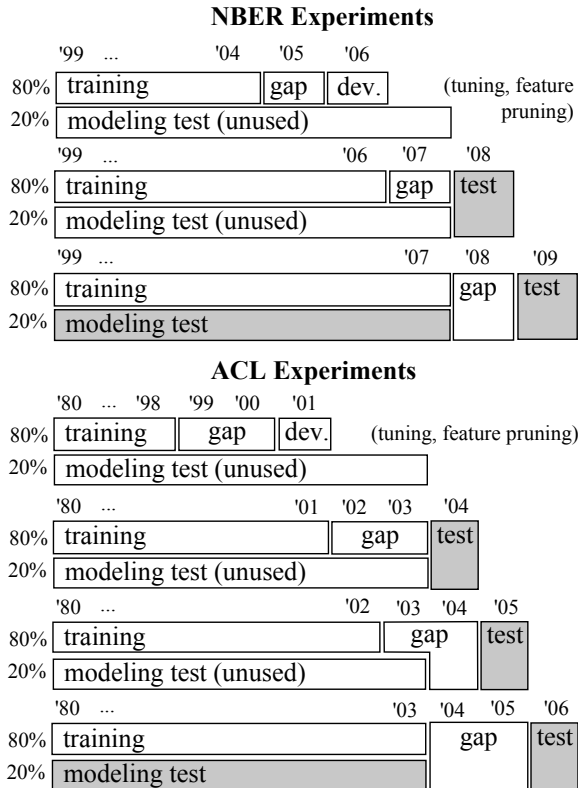 NBER Experiments
'99 ... '04 '05 '06
80% training gap dev. (tuning, feature pruning)
20% modeling test (unused)
'99 ... '06 '07 '08
80% training gap test
20% modeling test (unused)
'99 ... '07 '08 '09
80% training gap test
20% modeling test
ACL Experiments
'80 ... '98 '99 '00 '01
80% training gap dev. (tuning, feature pruning)
20% modeling test (unused)
'80 ... '01 '02 '03 '04
80% training gap test
20% modeling test (unused)
'80 ... '02 '03 '04 '05
80% training gap test
20% modeling test (unused)
'80 ... '03 '04 '05 '06
80% training gap test
20% modeling test